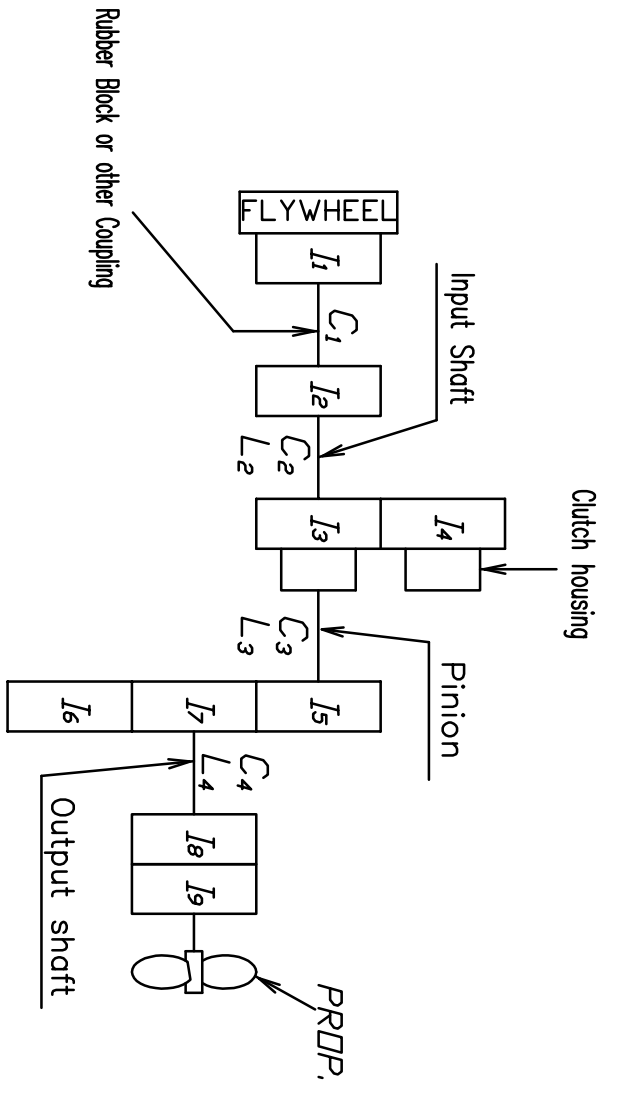 Rubber Block or other Coupling
FLYWHEEL
I1
C1
I2
Input Shaft
C2
L2
I3
I4
Clutch housing
C3
L3
Pinion
I5
I7
I6
C4
L4
Output shaft
I8
I9
PROP.